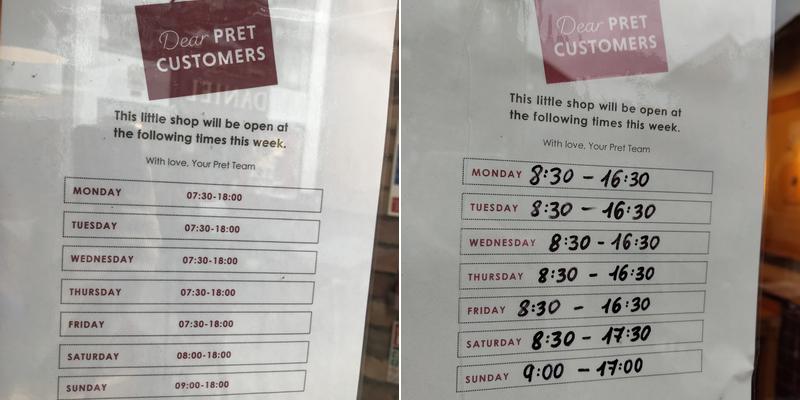 Dear PRET
CUSTOMERS
This little shop will be open at
the following times this week.
With love, Your Pret Team
MONDAY 07:30-18:00
TUESDAY 07:30-18:00
WEDNESDAY 07:30-18:00
THURSDAY 07:30-18:00
FRIDAY 07:30-18:00
SATURDAY 08:00-18:00
SUNDAY 09:00-18:00
Dear PRET
CUSTOMERS
This little shop will be open at
the following times this week.
With love, Your Pret Team
MONDAY 8:30 - 16:30
TUESDAY 8:30 - 16:30
WEDNESDAY 8:30 - 16:30
THURSDAY 8:30 - 16:30
FRIDAY 8:30 - 16:30
SATURDAY 8:30 - 17:30
SUNDAY 9:00 - 17:00